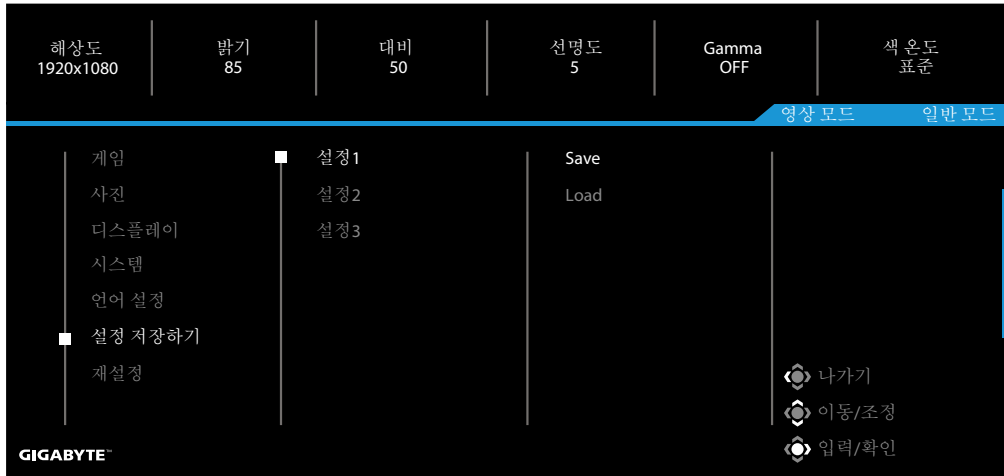 해상도
1920x1080
밝기
85
대비
50
선명도
5
Gamma
OFF
색 온도
표준
영상 모드 일반 모드
게임
사진
디스플레이
시스템
언어 설정
설정 저장하기
재설정
설정1
설정2
설정3
Save
Load
나가기
이동/조정
입력/확인
GIGABYTE™